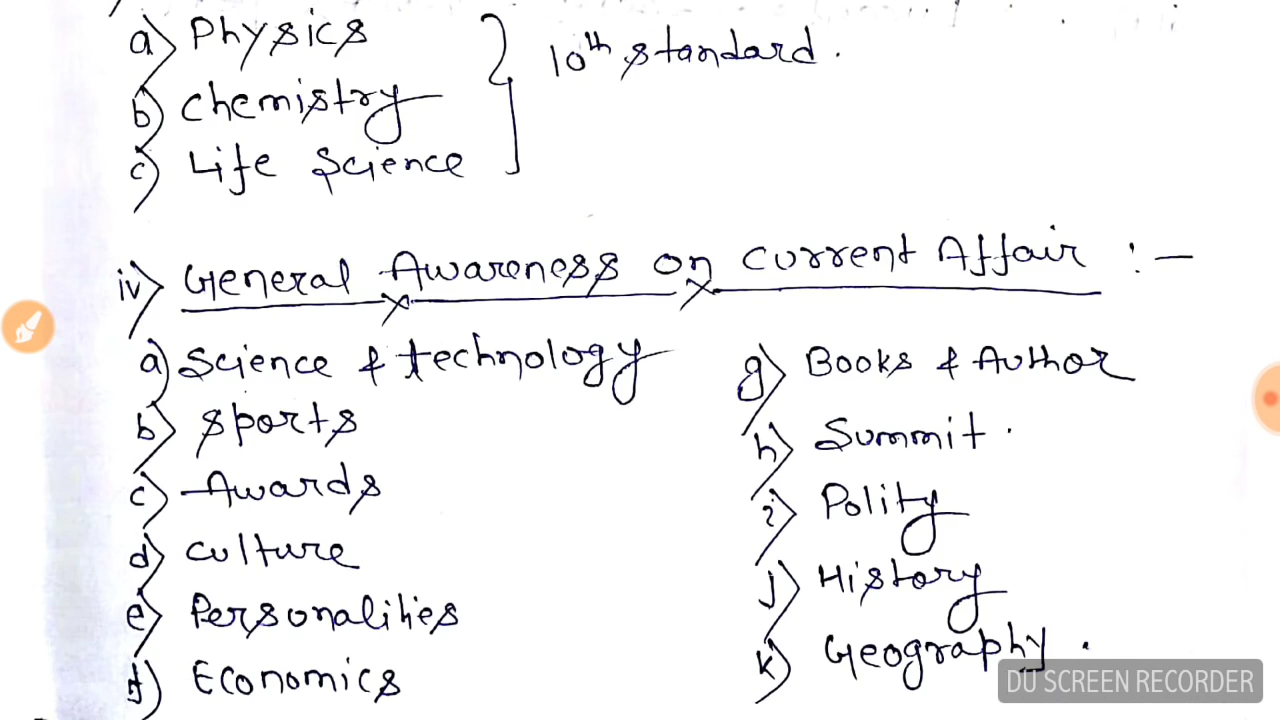 a) Physics
b) Chemistry
c) Life Science
10th standard.
iv) General Awareness on Current Affair :-
a) Science & technology
b) Sports
c) Awards
d) Culture
e) Personalities
f) Economics
g) Books & Author
h) Summit.
i) Polity
j) History
k) Geography.
DU SCREEN RECORDER